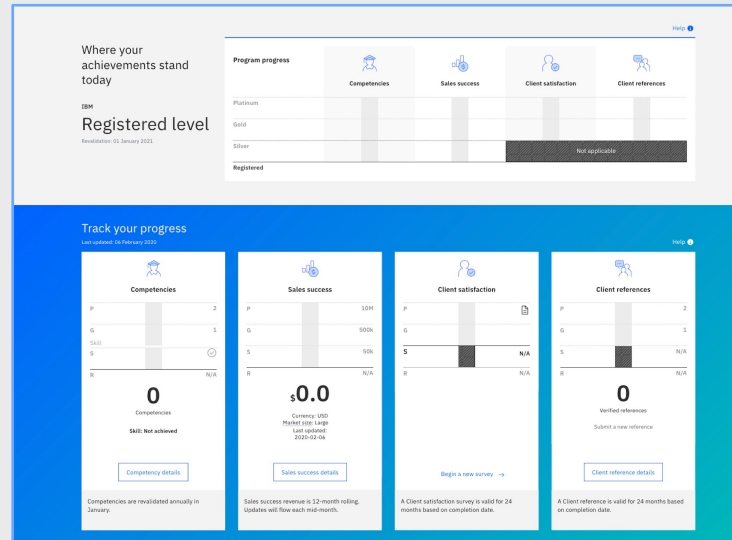 Help
Where your
achievements stand
today
IBM
Registered level
Revalidation: 01 January 2021
Program progress
Competencies
Sales success
Client satisfaction
Client references
Platinum
Gold
Silver
Not applicable
Registered
Track your progress
Last updated: 06 February 2020
Help
Competencies
P 2
G 1
Skill
S
R N/A
0
Competencies
Skill: Not achieved
Competency details
Competencies are revalidated annually in
January.
Sales success
P 10M
G 500k
S 50k
R N/A
$0.0
Currency: USD
Market size: Large
Last updated:
2020-02-06
Sales success details
Sales success revenue is 12-month rolling.
Updates will flow each mid-month.
Client satisfaction
P
G
S N/A
R N/A
Begin a new survey →
A Client satisfaction survey is valid for 24
months based on completion date.
Client references
P 2
G 1
S N/A
R N/A
0
Verified references
Submit a new reference
Client reference details
A Client reference is valid for 24 months based
on completion date.